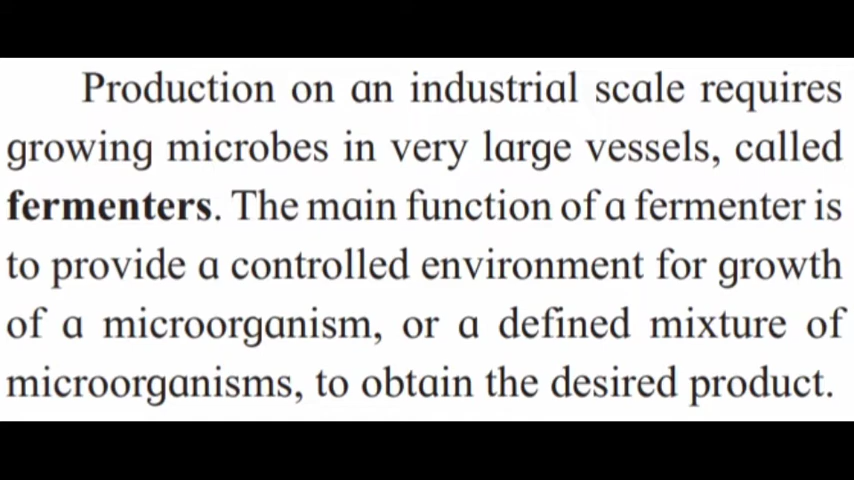 Production on an industrial scale requires
growing microbes in very large vessels, called
fermenters. The main function of a fermenter is
to provide a controlled environment for growth
of a microorganism, or a defined mixture of
microorganisms, to obtain the desired product.